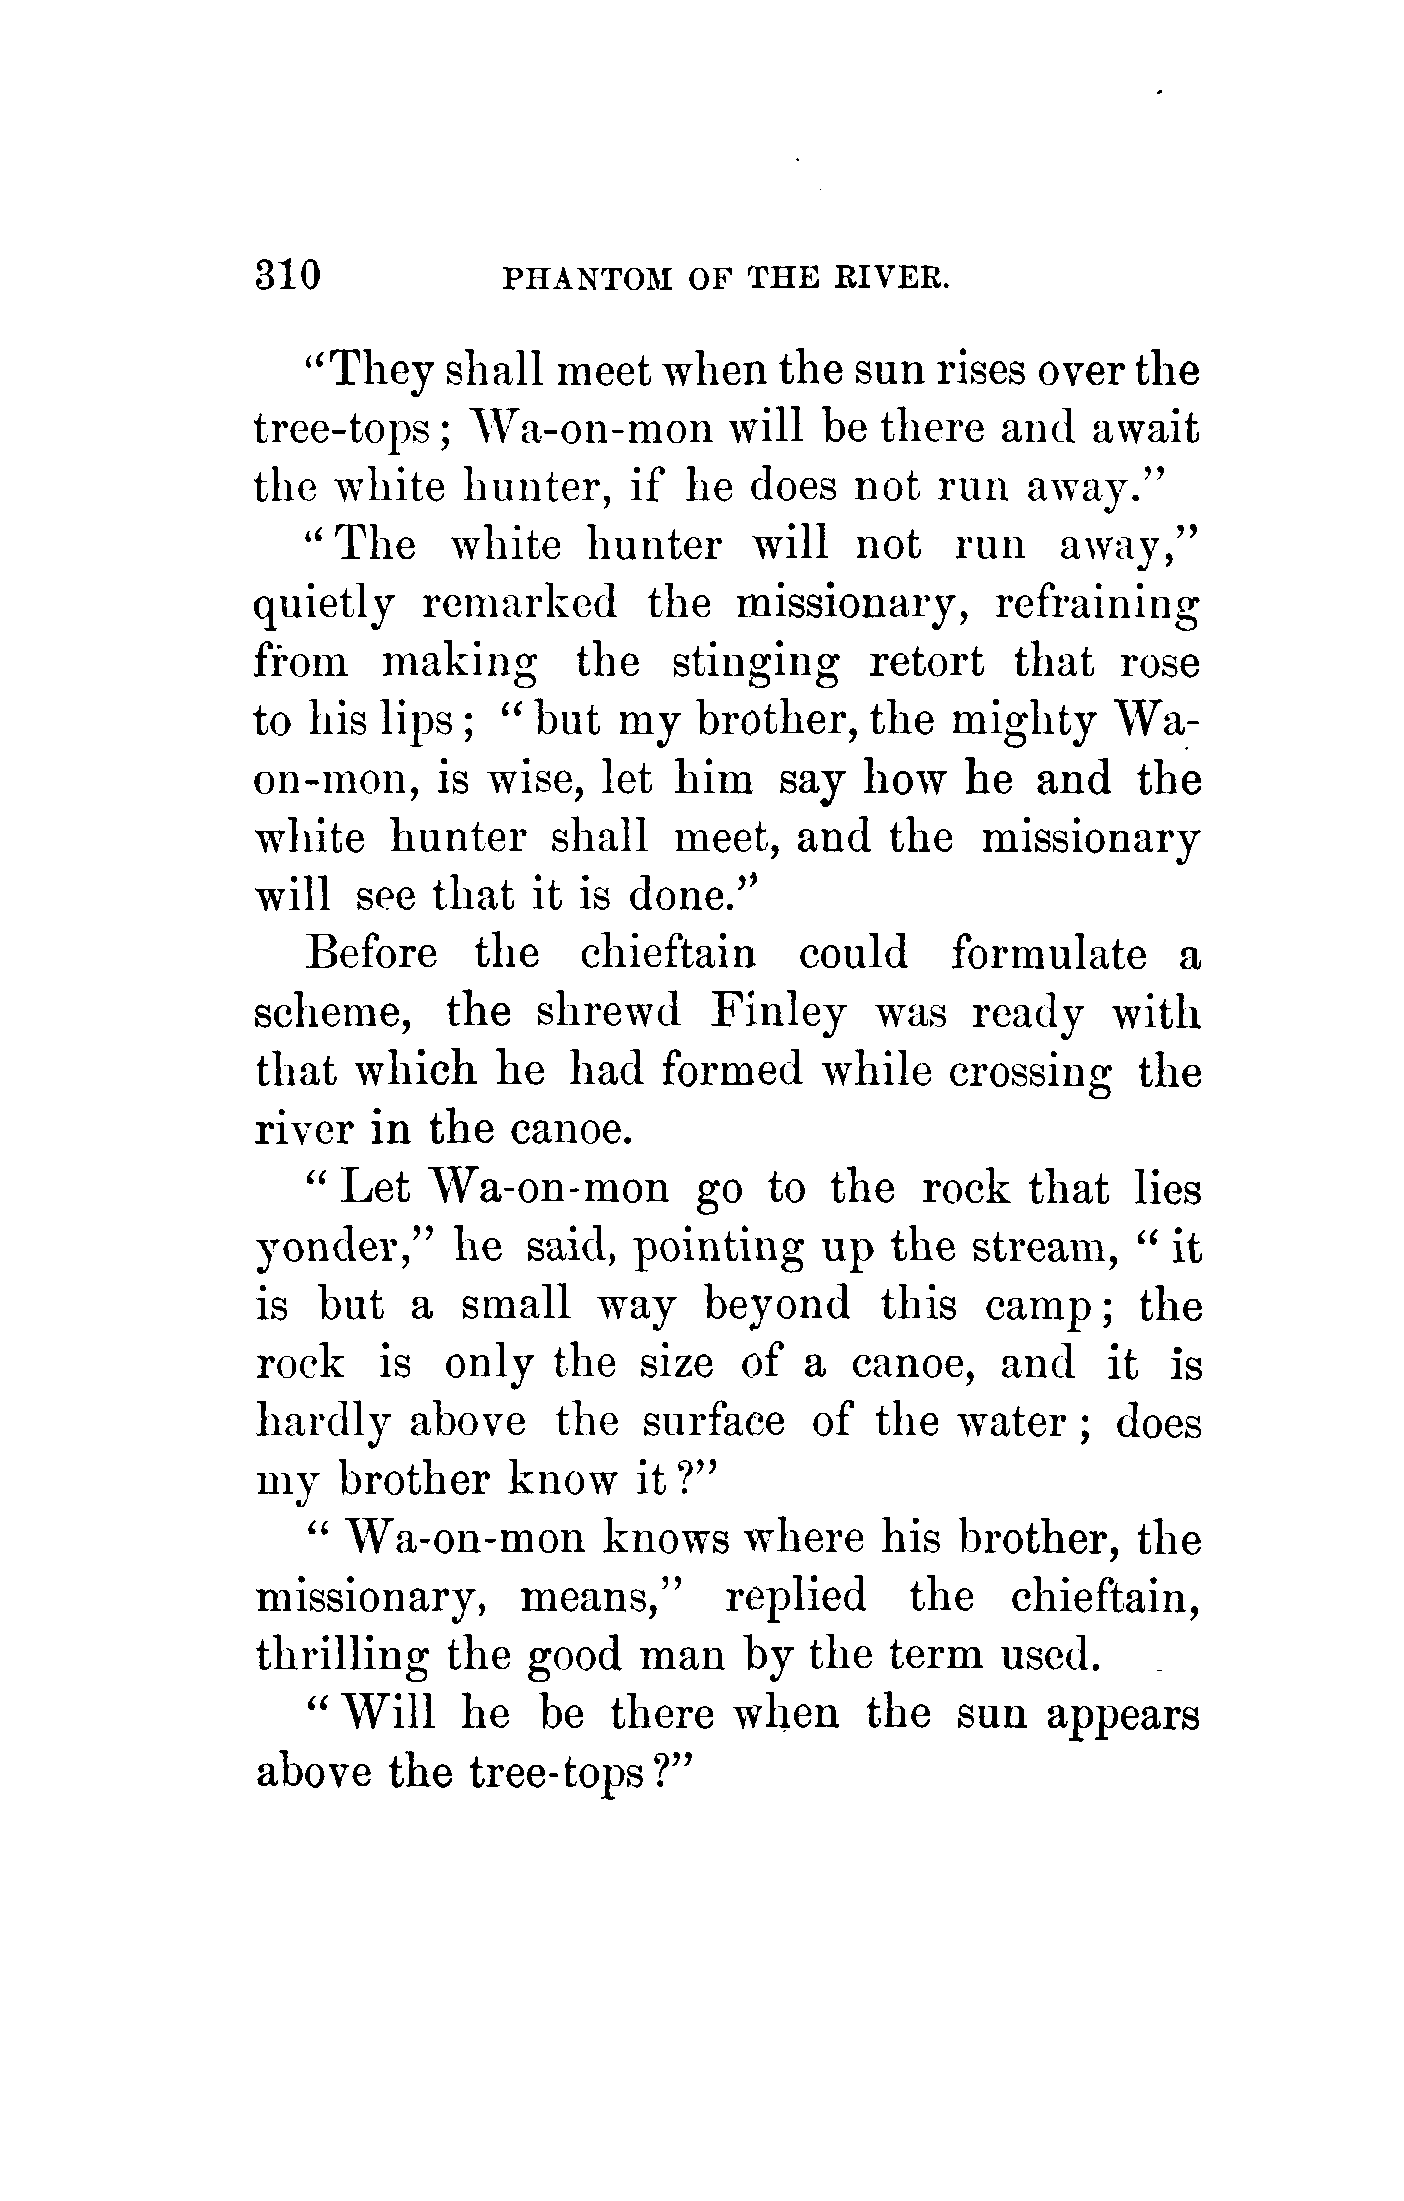 310 PHANTOM OF THE RIVER.
"They shall meet when the sun rises over the
tree-tops; Wa-on-mon will be there and await
the white hunter, if he does not run away."
"The white hunter will not run away,"
quietly remarked the missionary, refraining
from making the stinging retort that rose
to his lips; "but my brother, the mighty Wa-
on-mon, is wise, let him say how he and the
white hunter shall meet, and the missionary
will see that it is done."
Before the chieftain could formulate a
scheme, the shrewd Finley was ready with
that which he had formed while crossing the
river in the canoe.
"Let Wa-on-mon go to the rock that lies
yonder," he said, pointing up the stream, "it
is but a small way beyond this camp; the
rock is only the size of a canoe, and it is
hardly above the surface of the water; does
my brother know it?"
"Wa-on-mon knows where his brother, the
missionary, means," replied the chieftain,
thrilling the good man by the term used.
"Will he be there when the sun appears
above the tree-tops?"